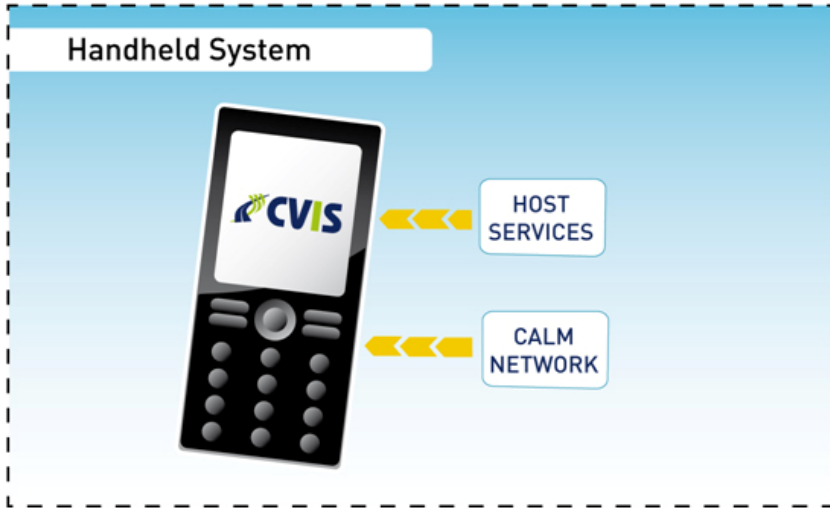 Handheld System
CVIS
HOST
SERVICES
CALM
NETWORK